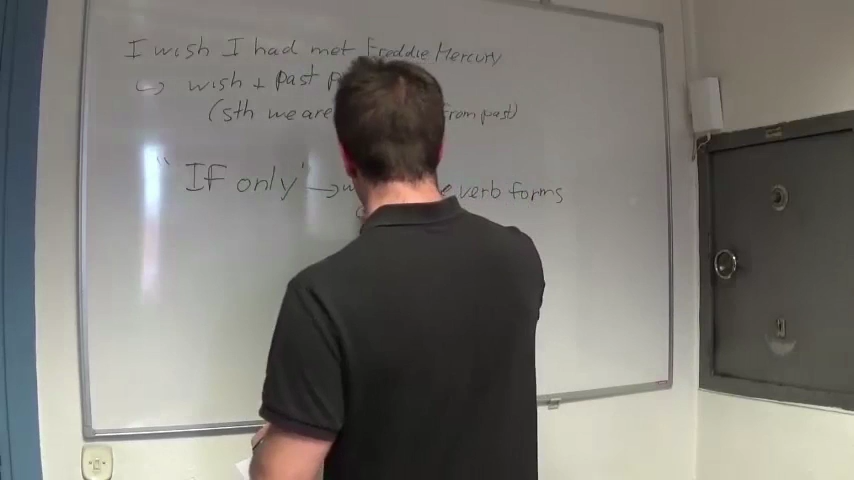 I wish I had met Freddie Mercury
↳ wish + past
(sth we are from past)
"If only" → verb forms